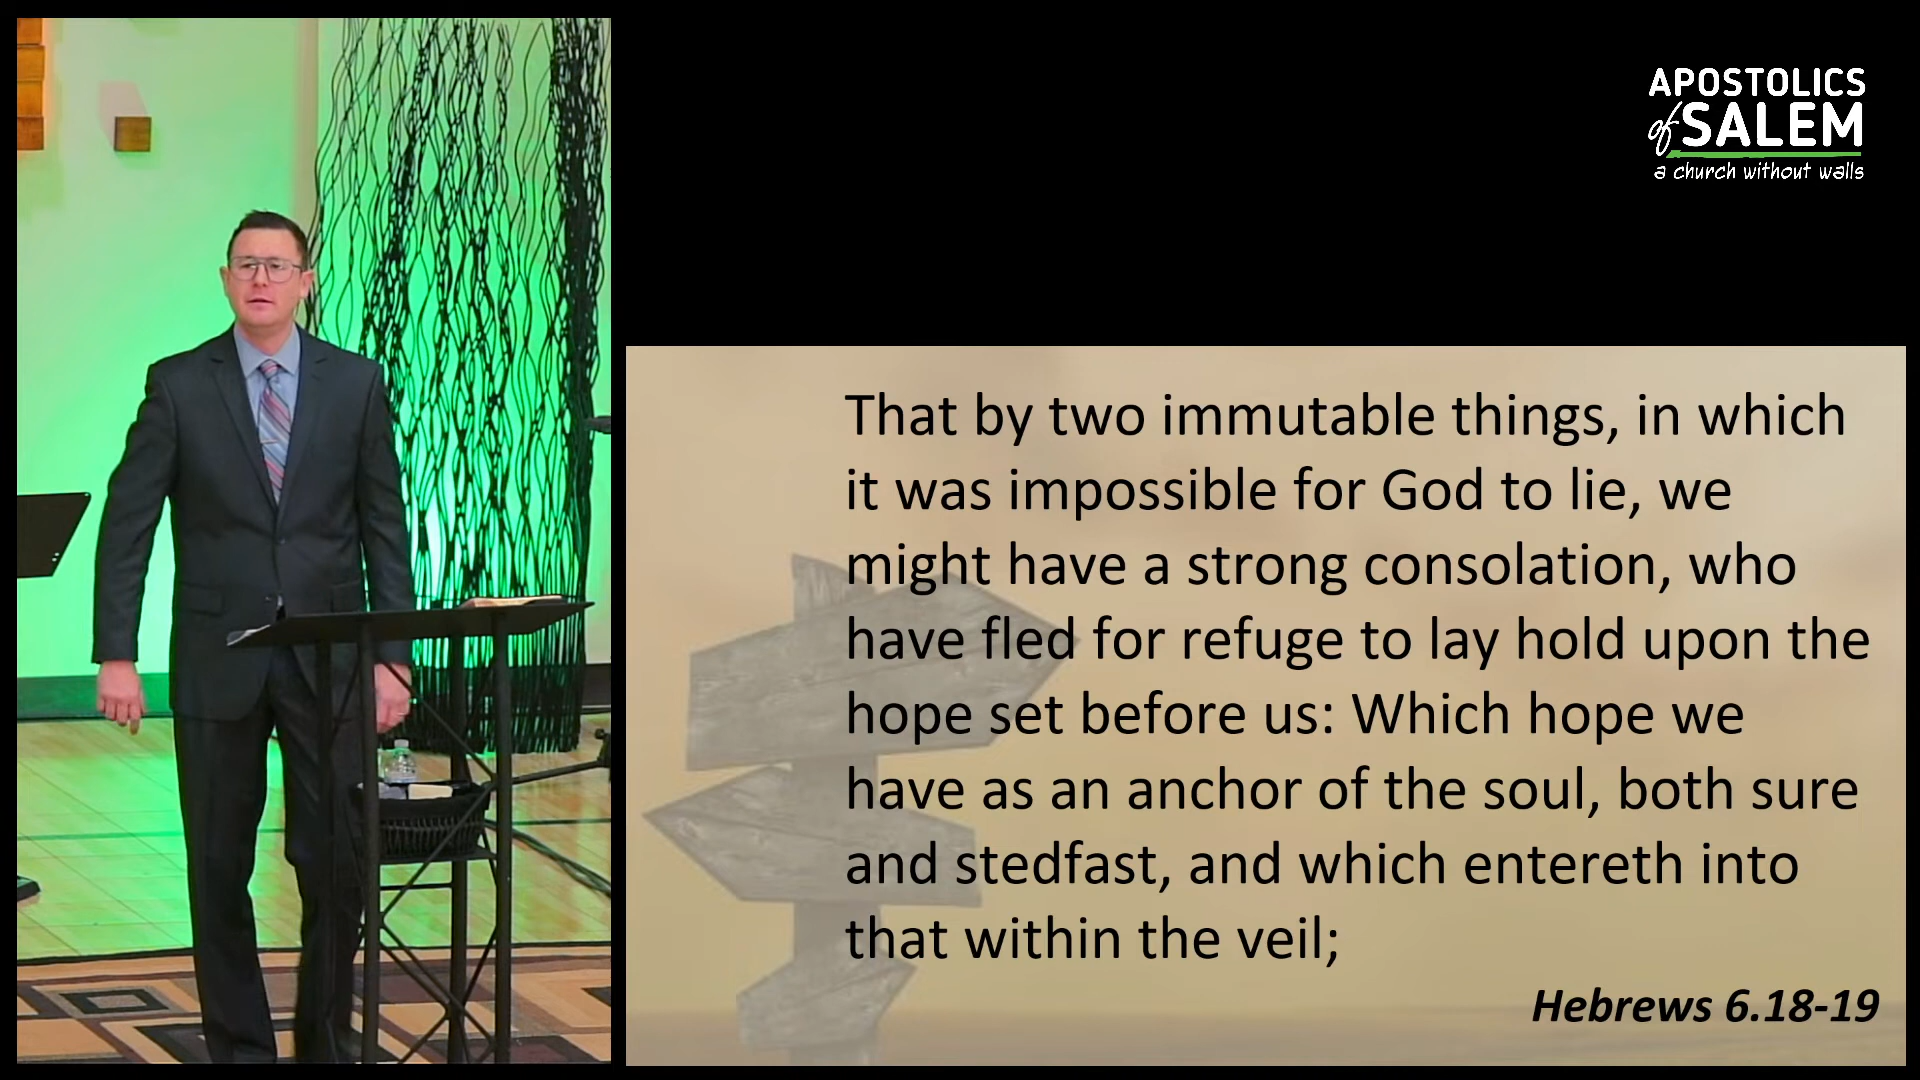 APOSTOLICS
of SALEM
a church without walls
That by two immutable things, in which
it was impossible for God to lie, we
might have a strong consolation, who
have fled for refuge to lay hold upon the
hope set before us: Which hope we
have as an anchor of the soul, both sure
and stedfast, and which entereth into
that within the veil;
Hebrews 6.18-19